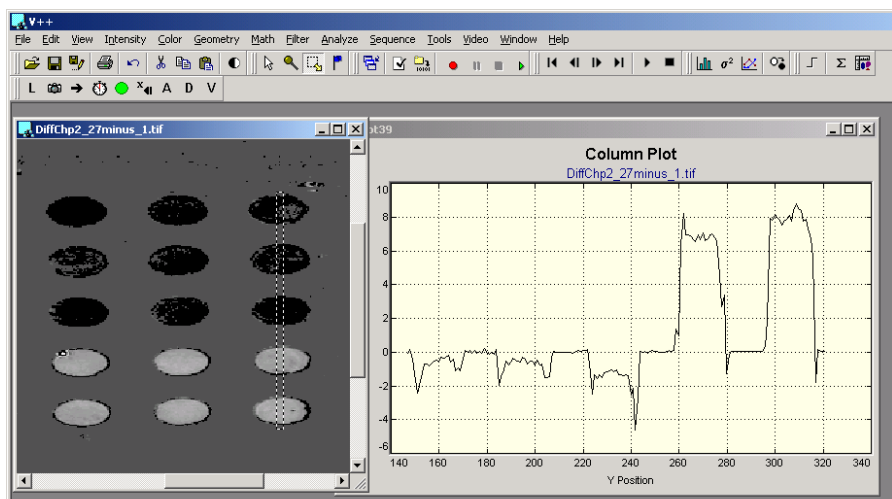 V++
File Edit View Intensity Color Geometry Math Filter Analyze Sequence Tools Video Window Help
σ² Σ
L A D V
DiffChp2_27minus_1.tif
lot39
Column Plot
DiffChp2_27minus_1.tif
10
8
6
4
2
0
-2
-4
-6
140 160 180 200 220 240 260 280 300 320 340
Y Position